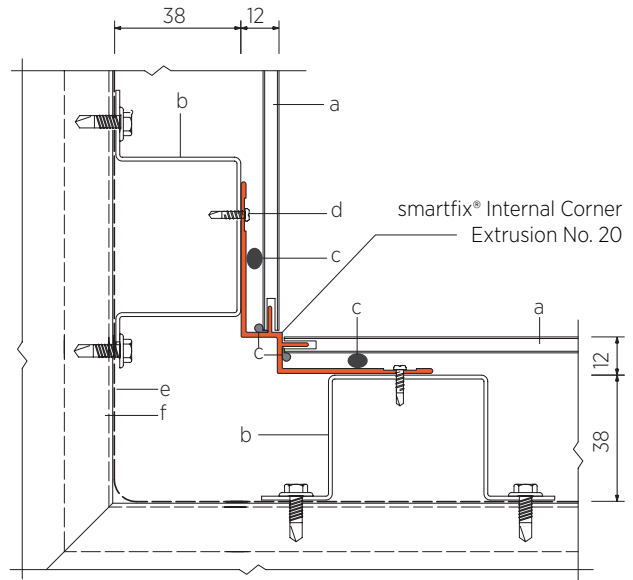 38 12
b
a
d
smartfix® Internal Corner
Extrusion No. 20
c
c
a
c
12
e
f
b
38